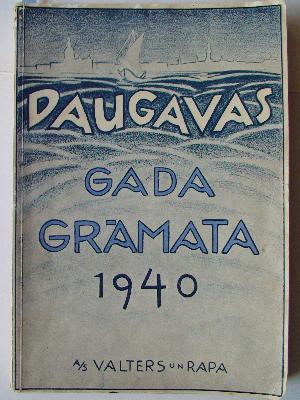 DAUGAVAS
GADA
GRĀMATA
1940
A/S VALTERS UN RAPA